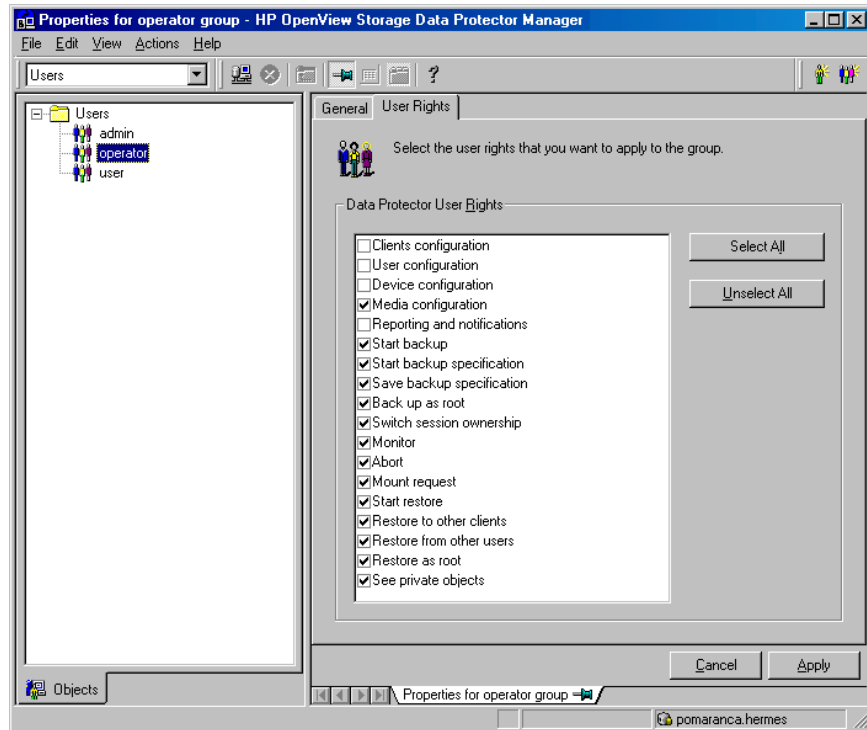 Properties for operator group - HP OpenView Storage Data Protector Manager
File Edit View Actions Help
Users
?
Users
admin
operator
user
General
User Rights
Select the user rights that you want to apply to the group.
Data Protector User Rights
Clients configuration
User configuration
Device configuration
Media configuration
Reporting and notifications
Start backup
Start backup specification
Save backup specification
Back up as root
Switch session ownership
Monitor
Abort
Mount request
Start restore
Restore to other clients
Restore from other users
Restore as root
See private objects
Select All
Unselect All
Cancel
Apply
Objects
Properties for operator group
pomaranca.hermes